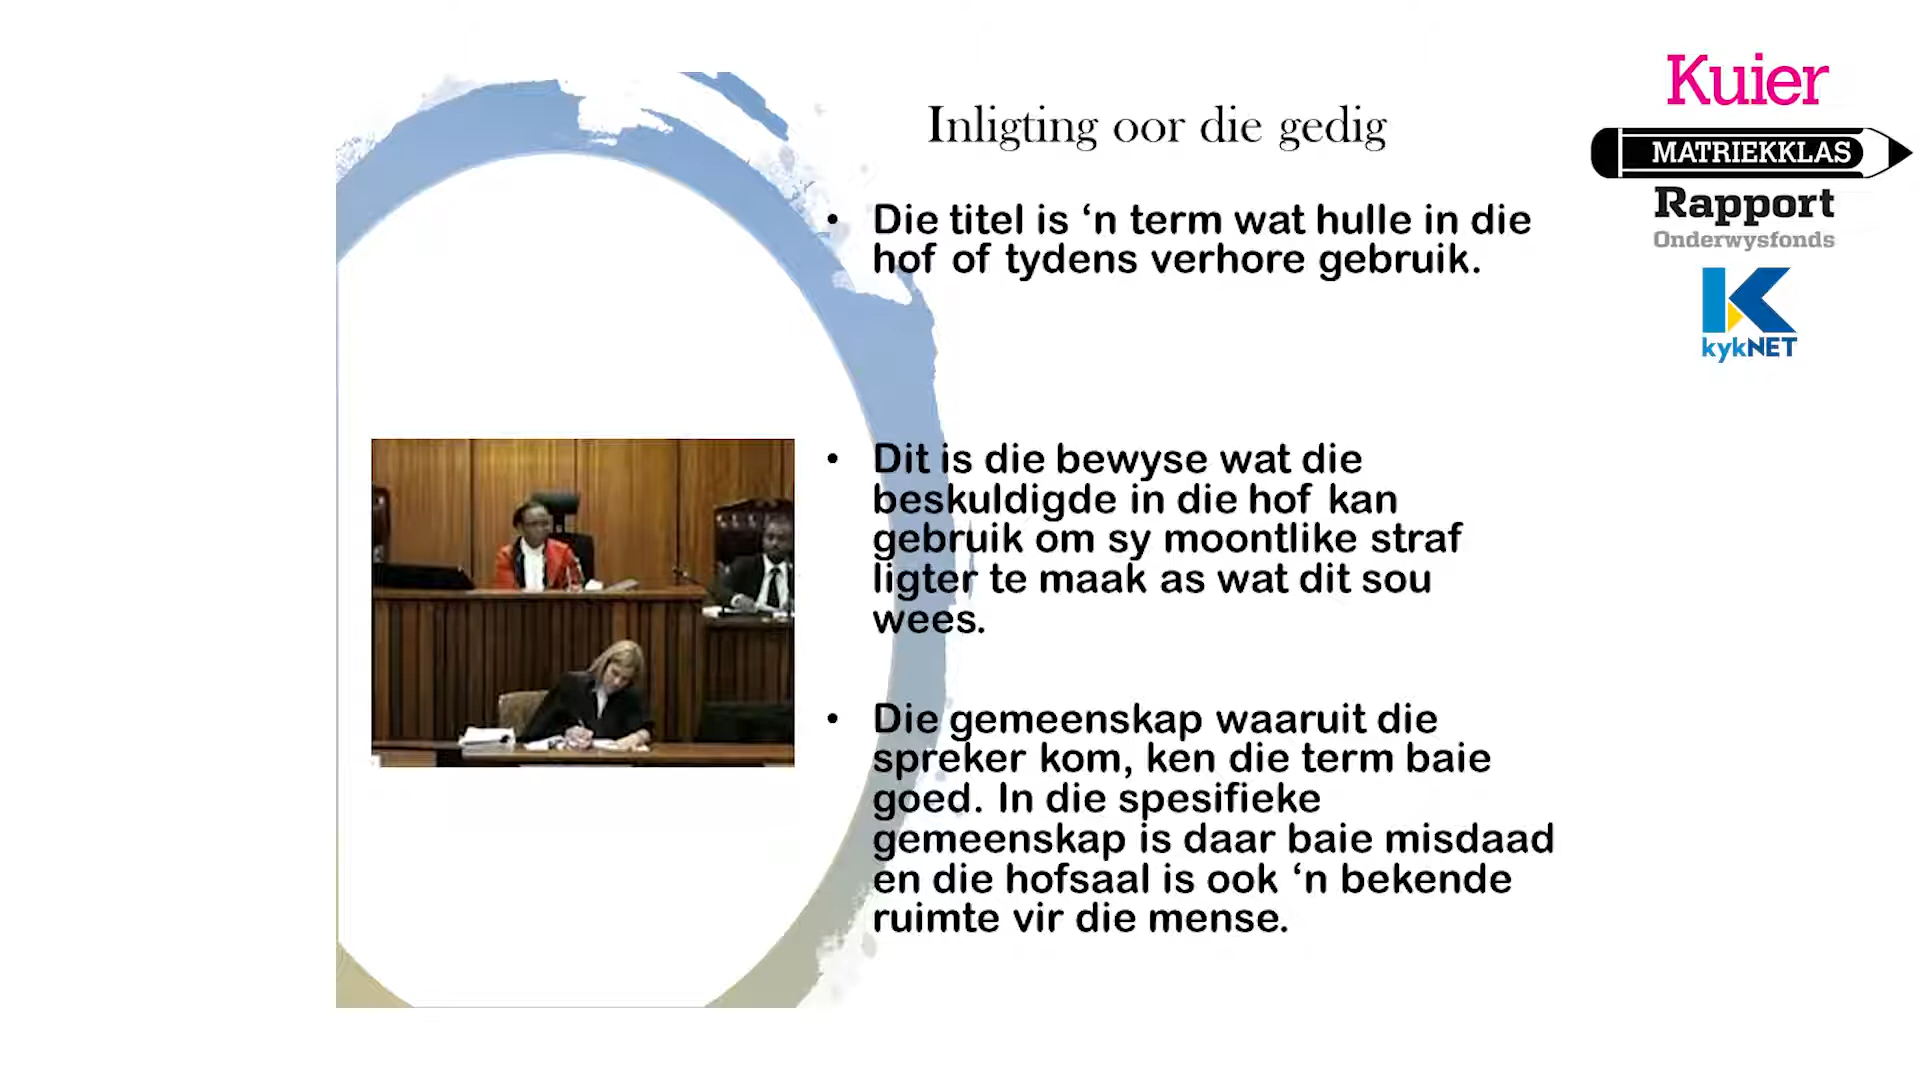 Inligting oor die gedig
• Die titel is ‘n term wat hulle in die
hof of tydens verhore gebruik.
• Dit is die bewyse wat die
beskuldigde in die hof kan
gebruik om sy moontlike straf
ligter te maak as wat dit sou
wees.
• Die gemeenskap waaruit die
spreker kom, ken die term baie
goed. In die spesifieke
gemeenskap is daar baie misdaad
en die hofsaal is ook ‘n bekende
ruimte vir die mense.
Kuier
MATRIEKKLAS
Rapport
Onderwysfonds
kykNET